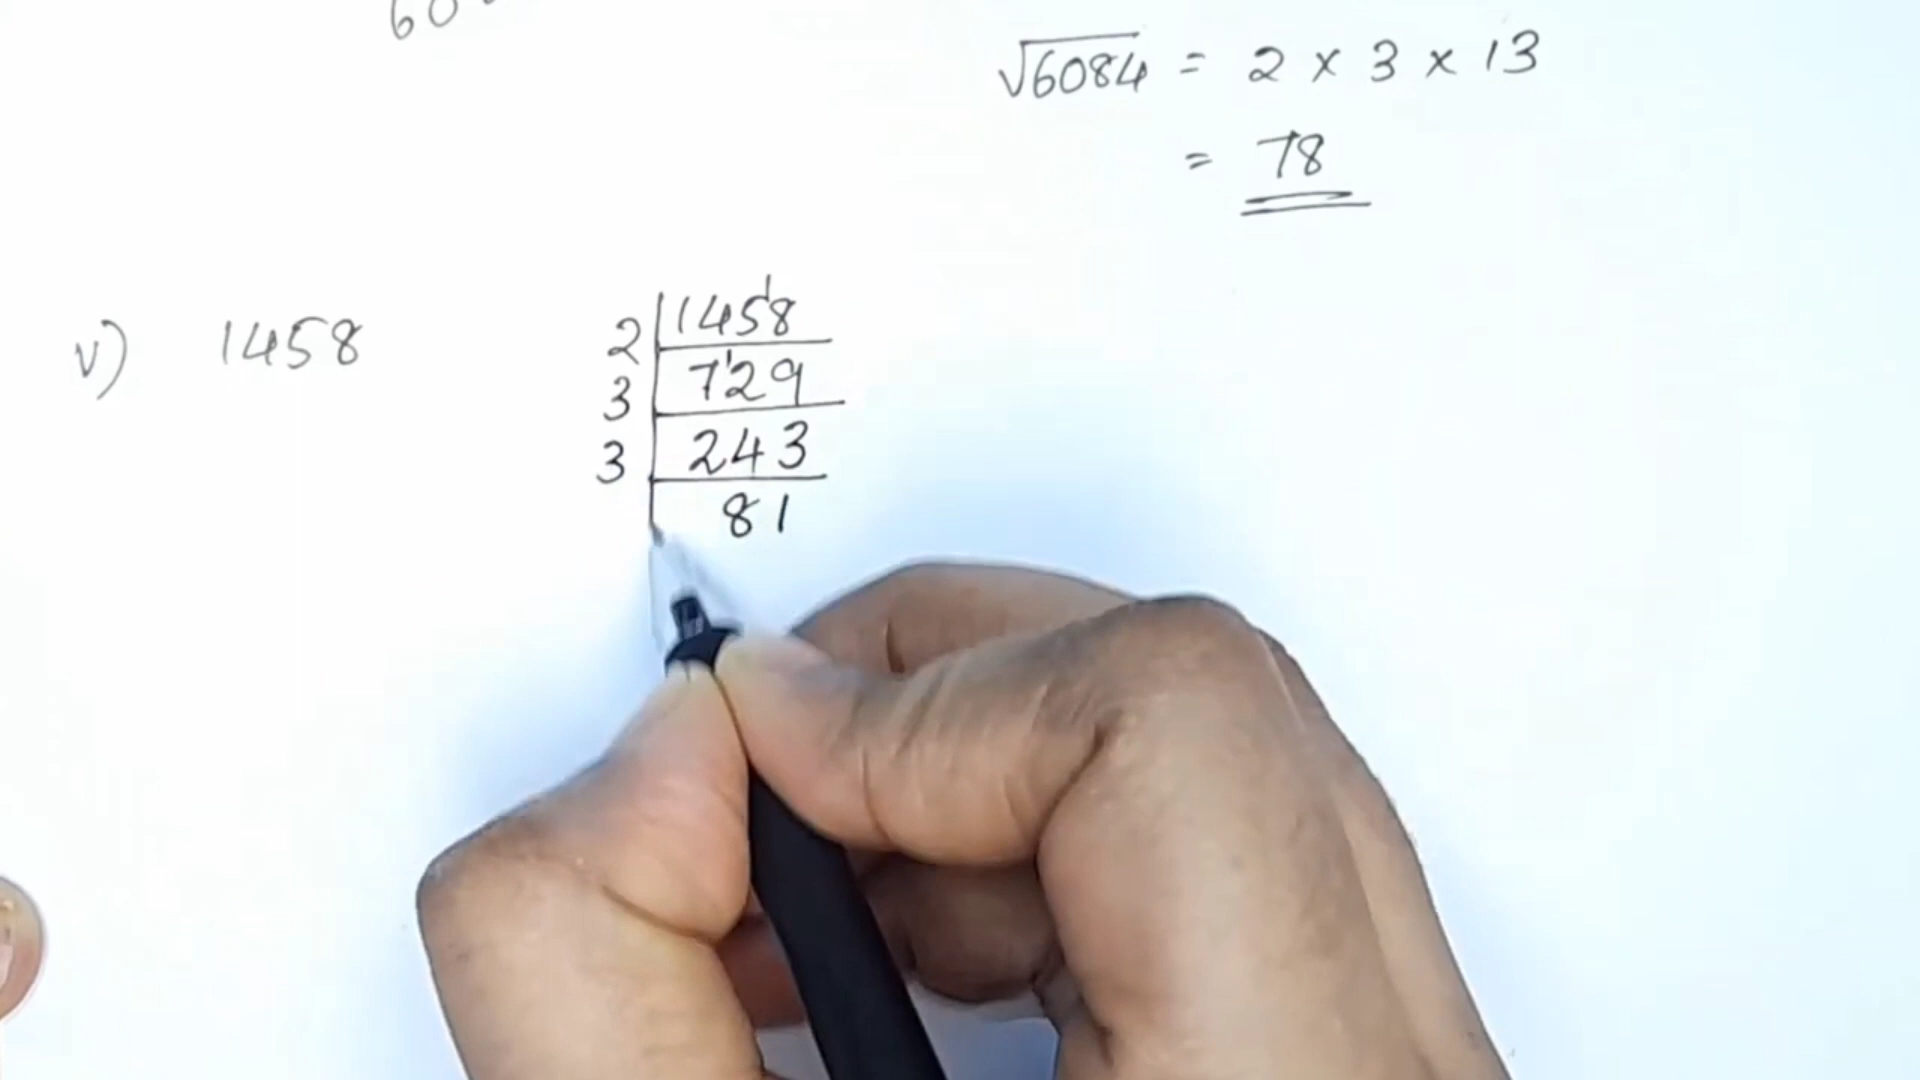 √6084 = 2 x 3 x 13
= 78
v) 1458
2 | 1458
3 | 729
3 | 243
81